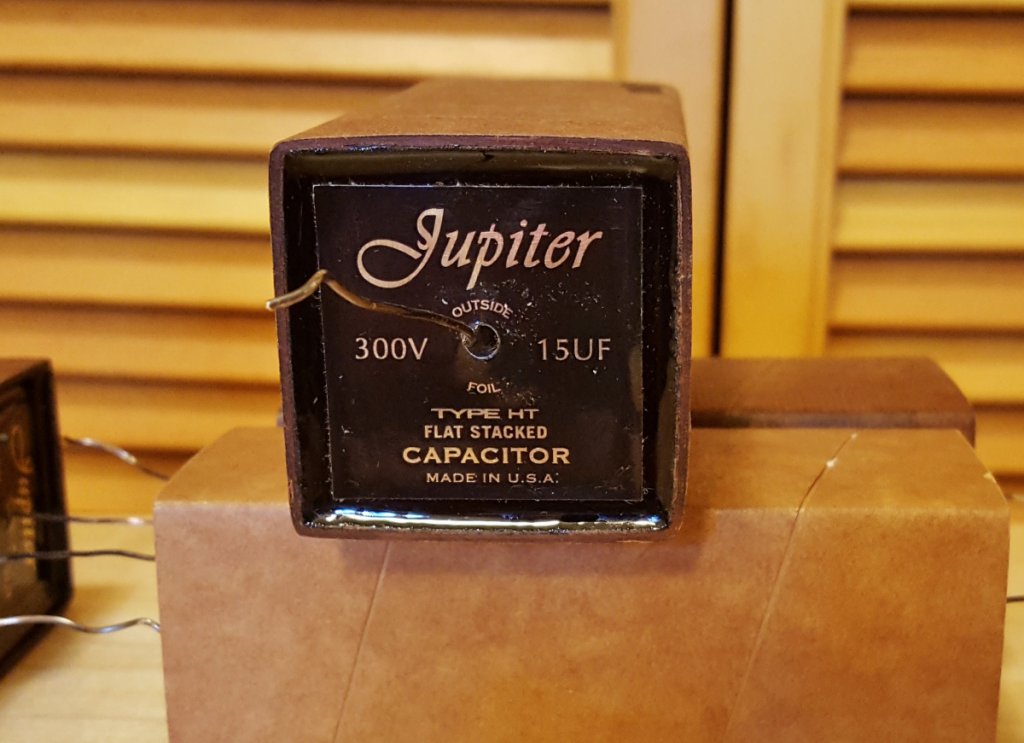 Jupiter
OUTSIDE
300V 15UF
FOIL
TYPE HT
FLAT STACKED
CAPACITOR
MADE IN U.S.A.